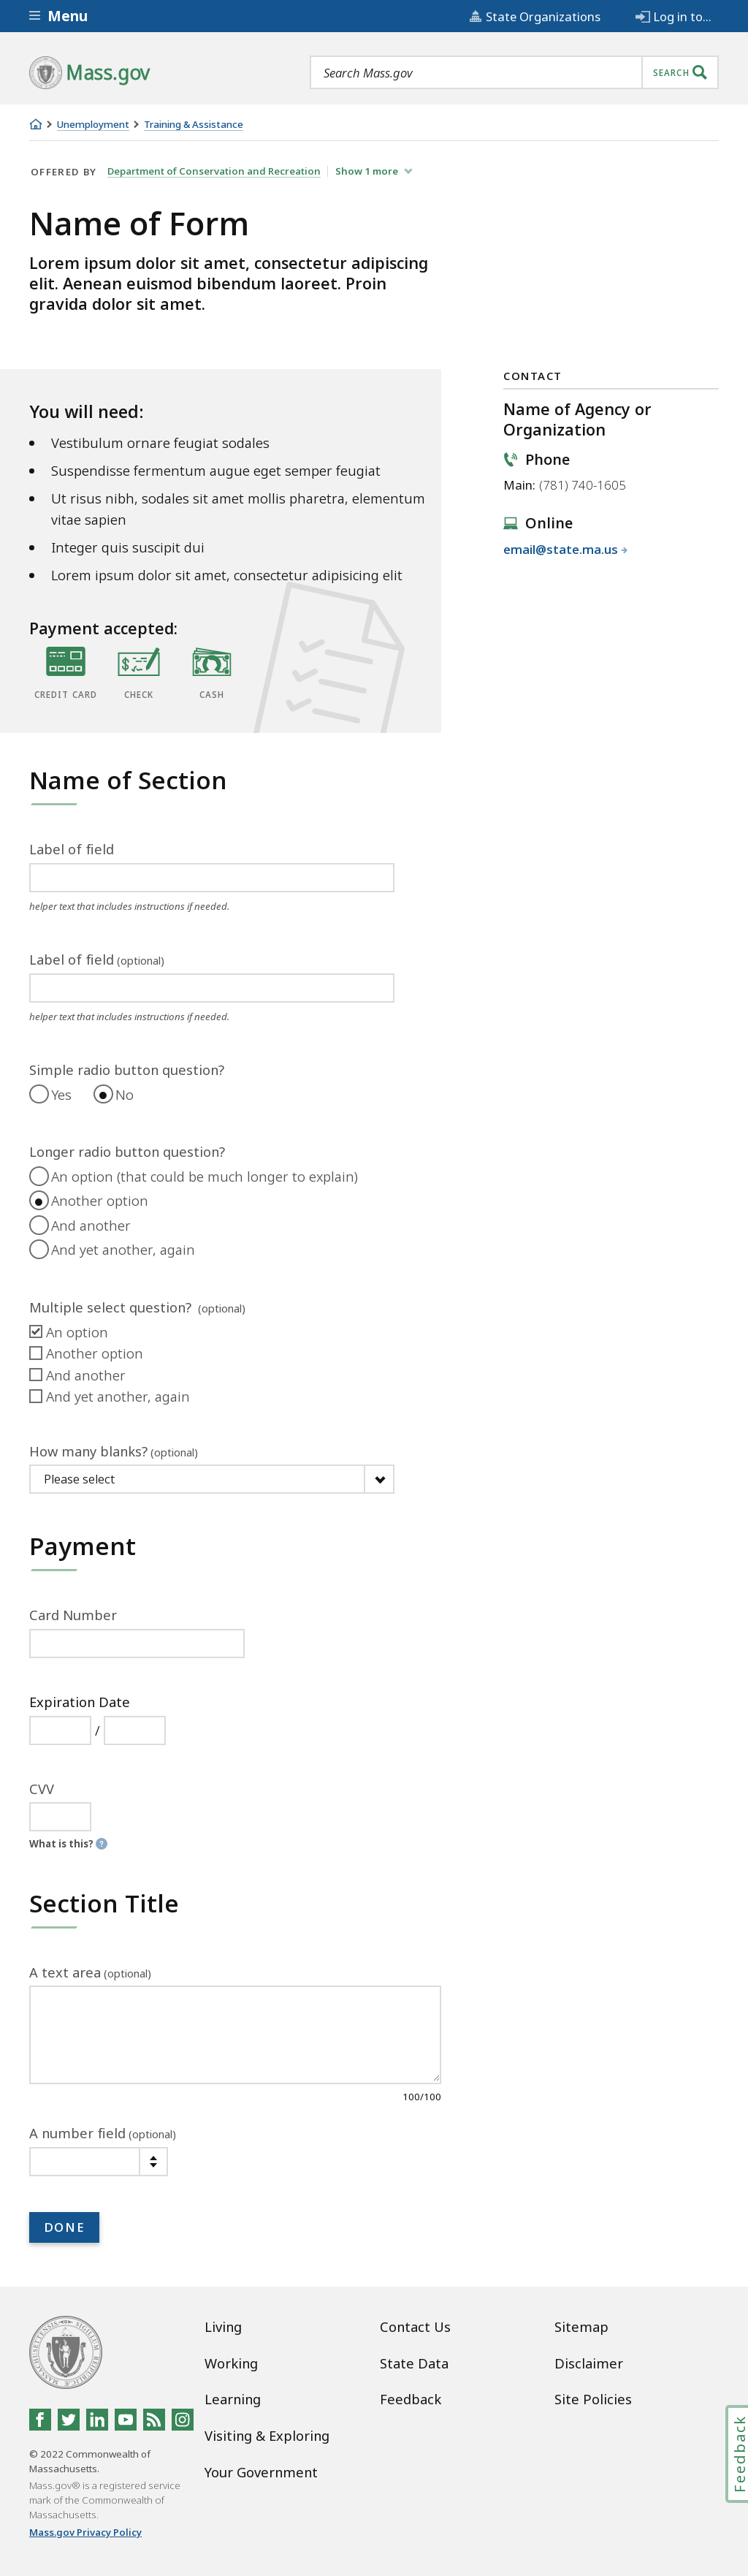 Menu
State Organizations
Log in to...
Mass.gov
Search Mass.gov
SEARCH
Unemployment
Training & Assistance
OFFERED BY Department of Conservation and Recreation Show 1 more
Name of Form
Lorem ipsum dolor sit amet, consectetur adipiscing
elit. Aenean euismod bibendum laoreet. Proin
gravida dolor sit amet.
You will need:
Vestibulum ornare feugiat sodales
Suspendisse fermentum augue eget semper feugiat
Ut risus nibh, sodales sit amet mollis pharetra, elementum
vitae sapien
Integer quis suscipit dui
Lorem ipsum dolor sit amet, consectetur adipisicing elit
Payment accepted:
CREDIT CARD
CHECK
CASH
CONTACT
Name of Agency or
Organization
Phone
Main: (781) 740-1605
Online
email@state.ma.us
Name of Section
Label of field
helper text that includes instructions if needed.
Label of field (optional)
helper text that includes instructions if needed.
Simple radio button question?
Yes No
Longer radio button question?
An option (that could be much longer to explain)
Another option
And another
And yet another, again
Multiple select question? (optional)
An option
Another option
And another
And yet another, again
How many blanks? (optional)
Please select
Payment
Card Number
Expiration Date
/
CVV
What is this? ?
Section Title
A text area (optional)
100/100
A number field (optional)
DONE
Living
Working
Learning
Visiting & Exploring
Your Government
Contact Us
State Data
Feedback
Sitemap
Disclaimer
Site Policies
© 2022 Commonwealth of
Massachusetts.
Mass.gov® is a registered service
mark of the Commonwealth of
Massachusetts.
Mass.gov Privacy Policy
Feedback